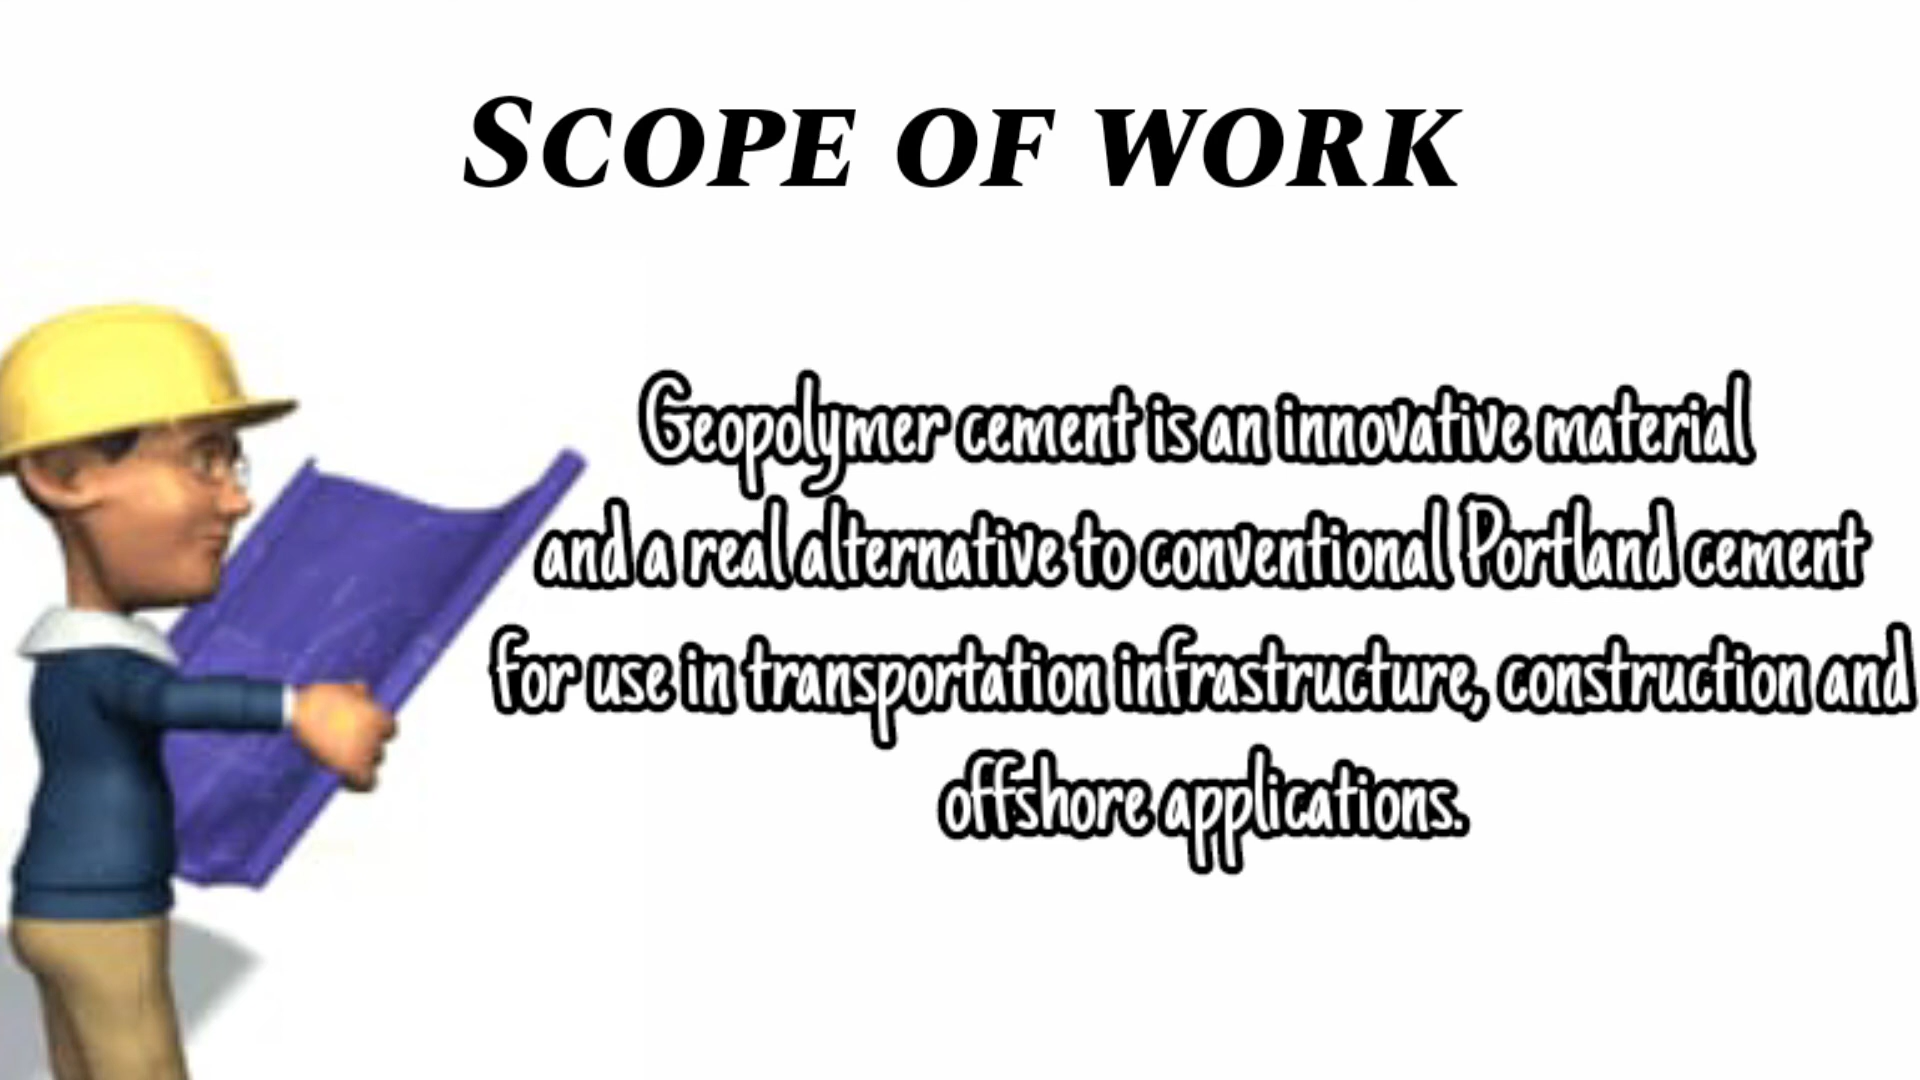 SCOPE OF WORK
Geopolymer cement is an innovative material
and a real alternative to conventional Portland cement
for use in transportation infrastructure, construction and
offshore applications.